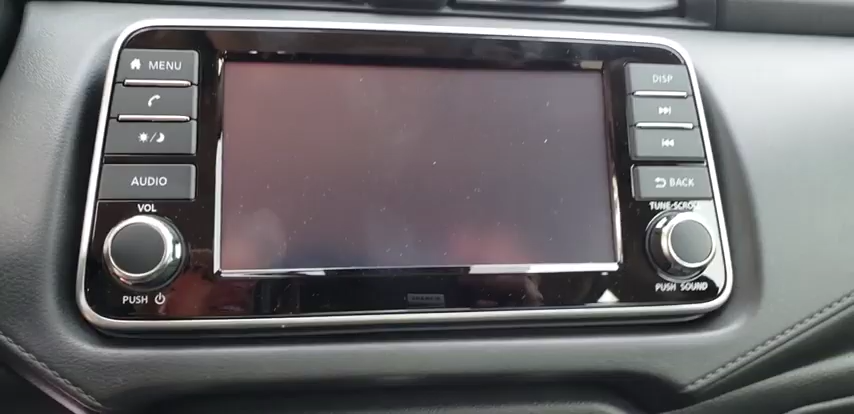 MENU
AUDIO
VOL
PUSH
DISP
BACK
TUNE·SCROLL
PUSH SOUND